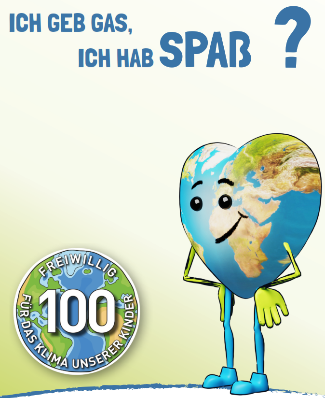 ICH GEB GAS,
ICH HAB SPAß ?
FREIWILLIG
100
FÜR DAS KLIMA UNSERER KINDER